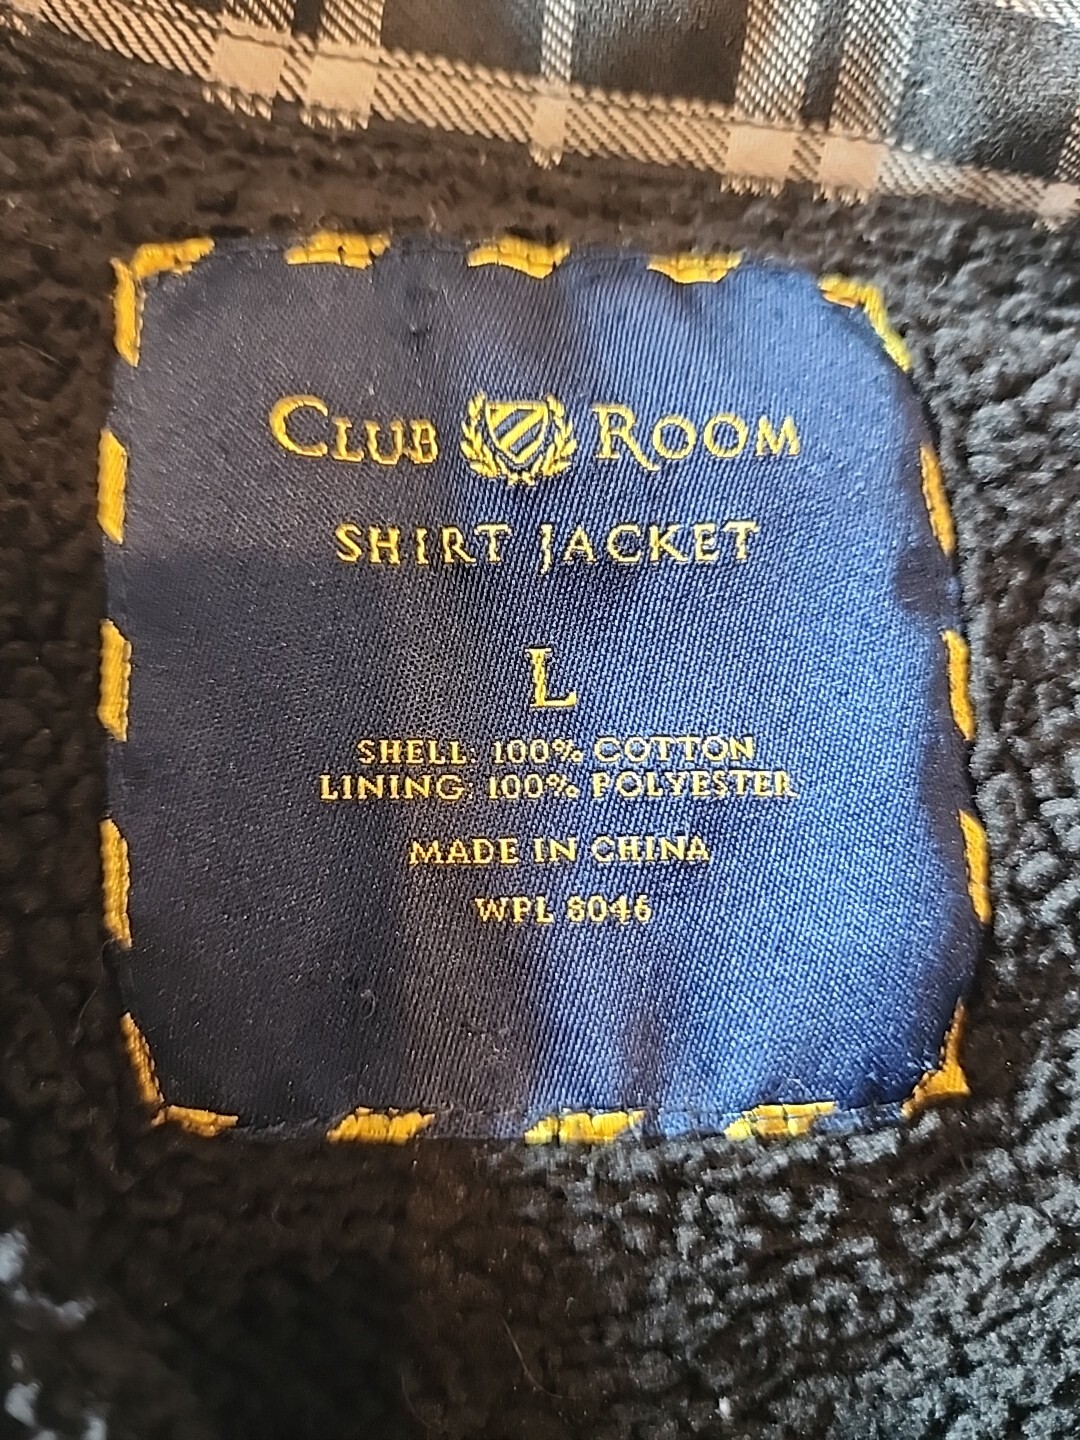 CLUB ROOM
SHIRT JACKET
L
SHELL: 100% COTTON
LINING 100% POLYESTER
MADE IN CHINA
WPL 8046